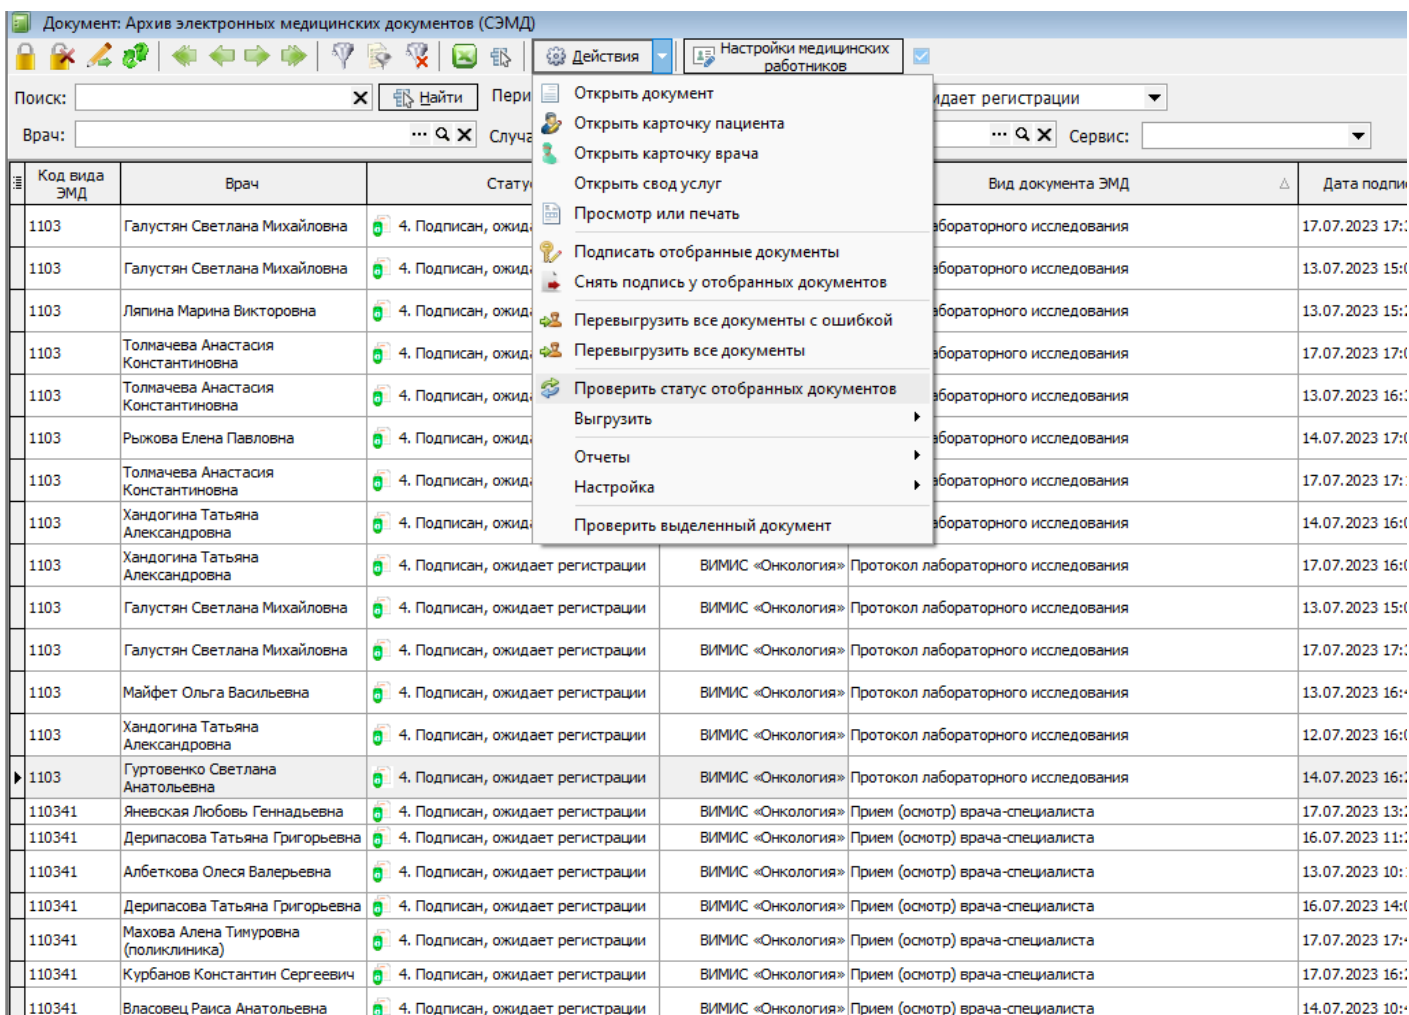 Документ: Архив электронных медицинских документов (СЭМД)
Действия
Настройки медицинских
работников
Поиск:
Найти
идает регистрации
Врач:
Сервис:
Открыть документ
Открыть карточку пациента
Открыть карточку врача
Открыть свод услуг
Просмотр или печать
Подписать отобранные документы
Снять подпись у отобранных документов
Перевыгрузить все документы с ошибкой
Перевыгрузить все документы
Проверить статус отобранных документов
Выгрузить
Отчеты
Настройка
Проверить выделенный документ
Код вида
ЭМД
Врач
Вид документа ЭМД
1103 Галустян Светлана Михайловна 4. Подписан, ожид абораторного исследования 17.07.2023
1103 Галустян Светлана Михайловна 4. Подписан, ожид абораторного исследования 13.07.2023
1103 Ляпина Марина Викторовна 4. Подписан, ожид абораторного исследования 13.07.2023
1103 Толмачева Анастасия
Константиновна 4. Подписан, ожид абораторного исследования 17.07.2023
1103 Толмачева Анастасия
Константиновна 4. Подписан, ожид абораторного исследования 13.07.2023
1103 Рыжова Елена Павловна 4. Подписан, ожид абораторного исследования 14.07.2023
1103 Толмачева Анастасия
Константиновна 4. Подписан, ожид абораторного исследования 17.07.2023
1103 Хандогина Татьяна
Александровна 4. Подписан, ожид абораторного исследования 14.07.2023
1103 Хандогина Татьяна
Александровна 4. Подписан, ожидает регистрации ВИМИС «Онкология» Протокол лабораторного исследования 17.07.2023
1103 Галустян Светлана Михайловна 4. Подписан, ожидает регистрации ВИМИС «Онкология» Протокол лабораторного исследования 13.07.2023
1103 Галустян Светлана Михайловна 4. Подписан, ожидает регистрации ВИМИС «Онкология» Протокол лабораторного исследования 17.07.2023
1103 Майфет Ольга Васильевна 4. Подписан, ожидает регистрации ВИМИС «Онкология» Протокол лабораторного исследования 13.07.2023
1103 Хандогина Татьяна
Александровна 4. Подписан, ожидает регистрации ВИМИС «Онкология» Протокол лабораторного исследования 12.07.2023
1103 Гуртовенко Светлана
Анатольевна 4. Подписан, ожидает регистрации ВИМИС «Онкология» Протокол лабораторного исследования 14.07.2023
110341 Яневская Любовь Геннадьевна 4. Подписан, ожидает регистрации ВИМИС «Онкология» Прием (осмотр) врача-специалиста 17.07.2023
110341 Дерипасова Татьяна Григорьевна 4. Подписан, ожидает регистрации ВИМИС «Онкология» Прием (осмотр) врача-специалиста 16.07.2023
110341 Албеткова Олеся Валерьевна 4. Подписан, ожидает регистрации ВИМИС «Онкология» Прием (осмотр) врача-специалиста 13.07.2023
110341 Дерипасова Татьяна Григорьевна 4. Подписан, ожидает регистрации ВИМИС «Онкология» Прием (осмотр) врача-специалиста 16.07.2023
110341 Махова Алена Тимуровна
(поликлиника) 4. Подписан, ожидает регистрации ВИМИС «Онкология» Прием (осмотр) врача-специалиста 17.07.2023
110341 Курбанов Константин Сергеевич 4. Подписан, ожидает регистрации ВИМИС «Онкология» Прием (осмотр) врача-специалиста 17.07.2023
110341 Власовец Раиса Анатольевна 4. Подписан, ожидает регистрации ВИМИС «Онкология» Прием (осмотр) врача-специалиста 14.07.2023